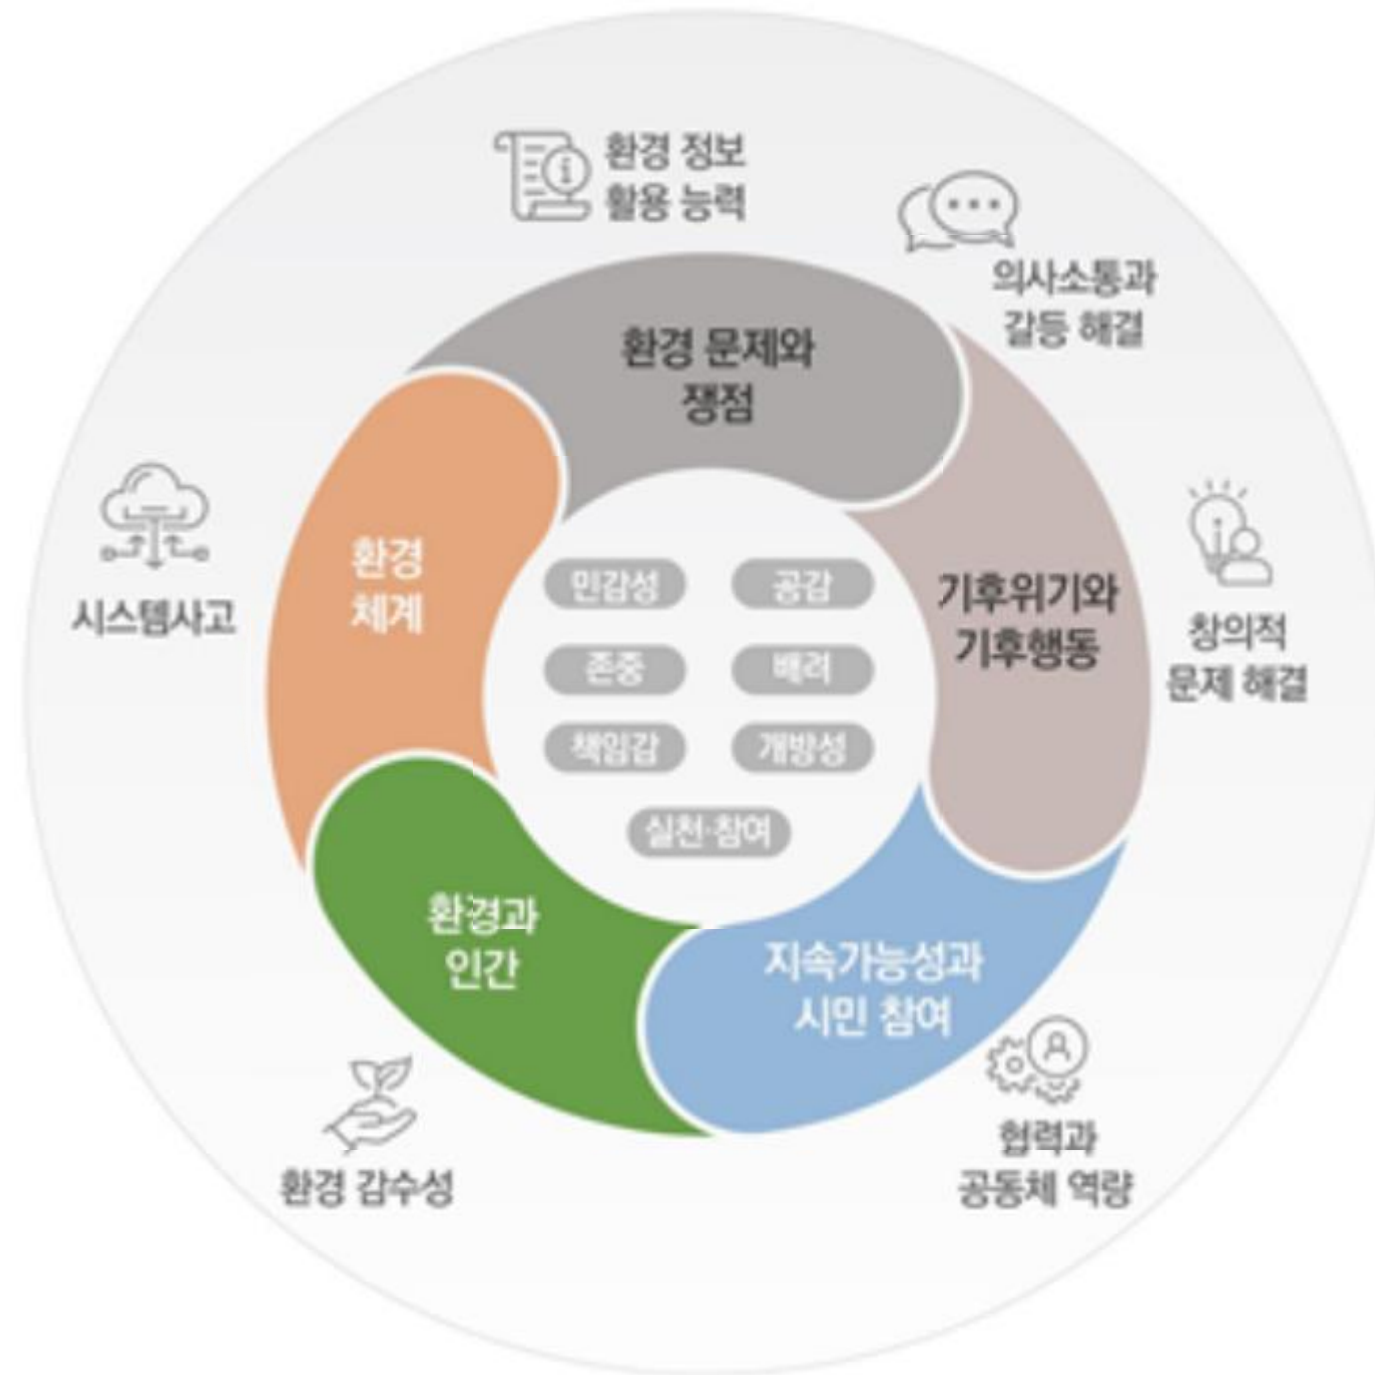 환경 정보
활용 능력
의사소통과
갈등 해결
환경 문제와
쟁점
시스템사고
환경
체계
민감성
공감
존중
배려
책임감
개방성
실천·참여
기후위기와
기후행동
창의적
문제 해결
환경과
인간
지속가능성과
시민 참여
환경 감수성
협력과
공동체 역량